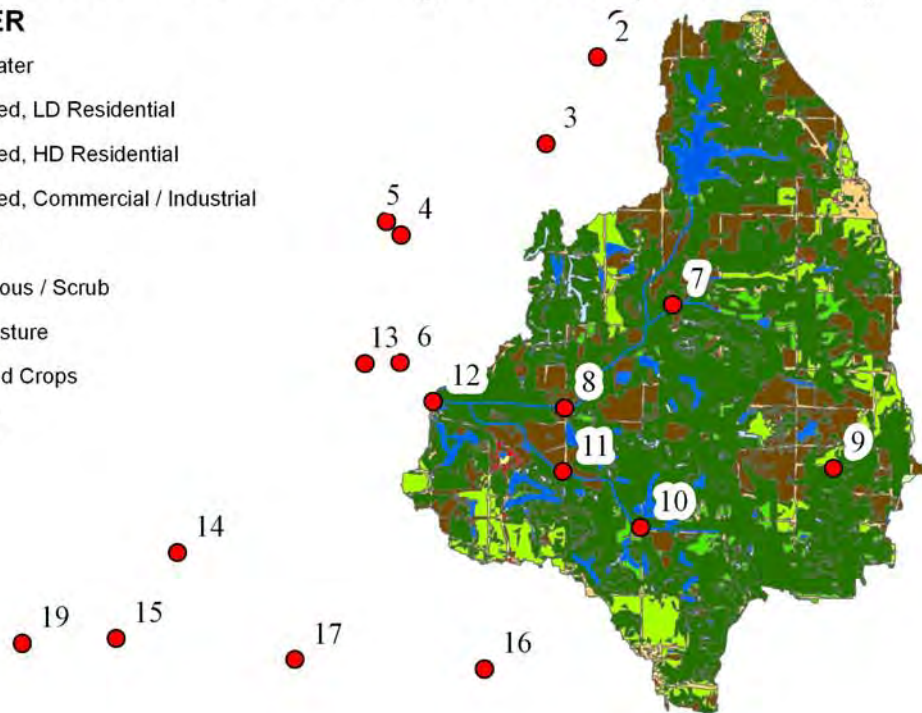 ER
ater
ed, LD Residential
ed, HD Residential
ed, Commercial / Industrial
ous / Scrub
sture
d Crops
2
3
5
4
7
13
6
12
8
11
9
10
14
19
15
17
16